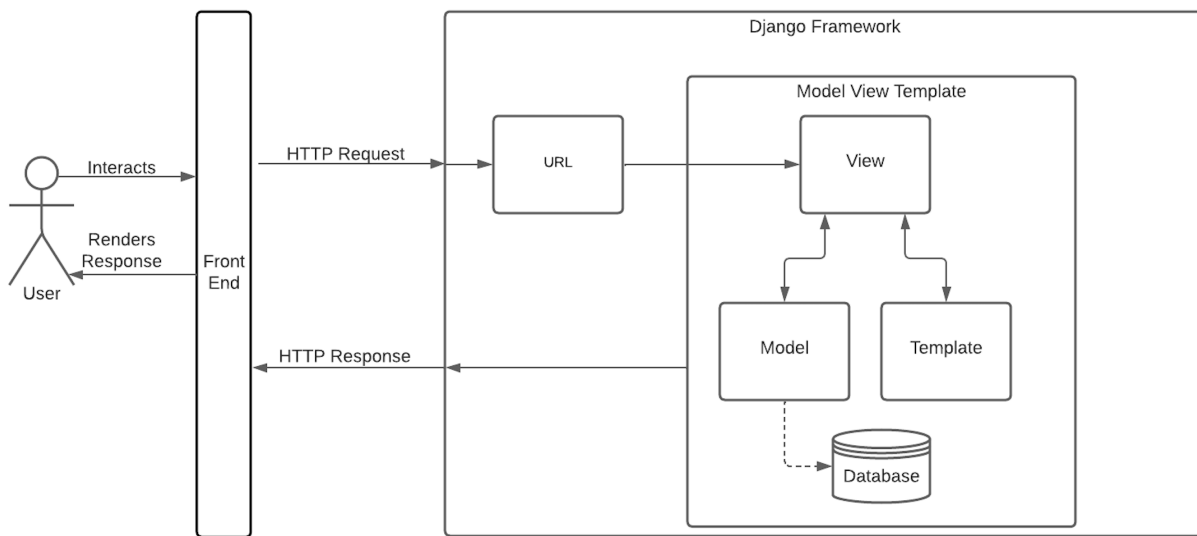 Django Framework
Model View Template
HTTP Request
URL
View
Interacts
Renders
Response
User
Front
End
HTTP Response
Model
Template
Database